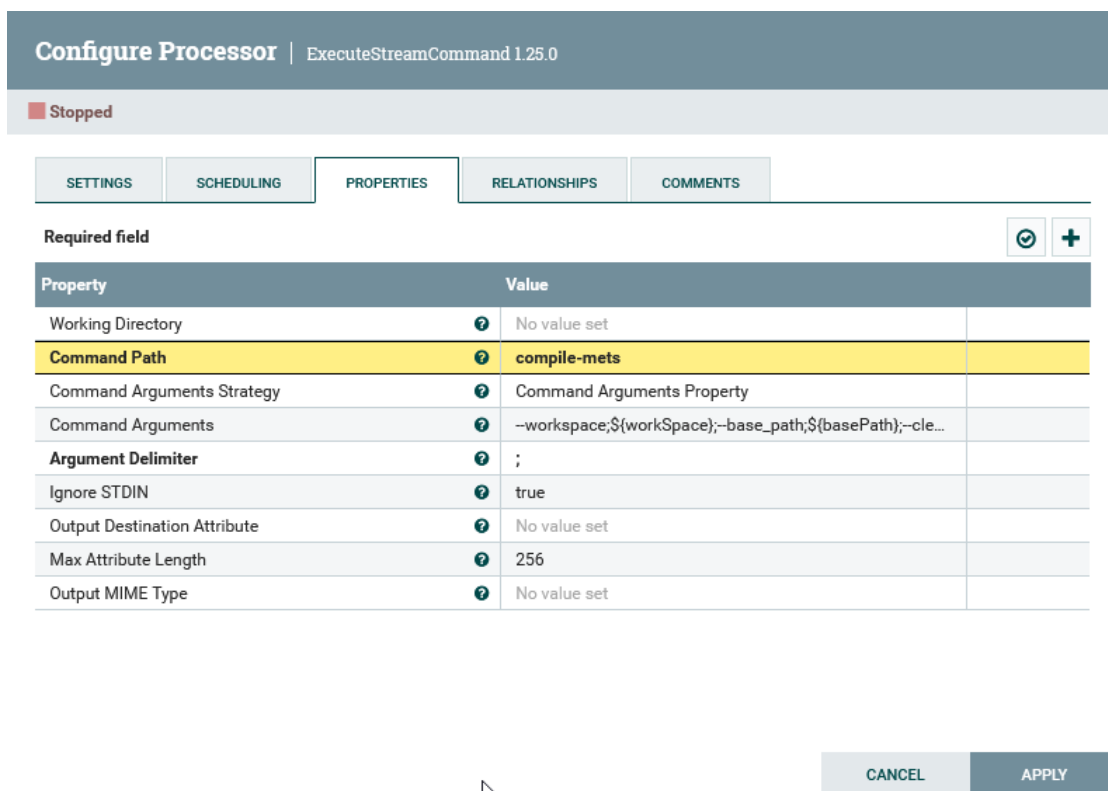 Configure Processor | ExecuteStreamCommand 1.25.0
Stopped
SETTINGS SCHEDULING PROPERTIES RELATIONSHIPS COMMENTS
Required field
Property Value
Working Directory No value set
Command Path compile-mets
Command Arguments Strategy Command Arguments Property
Command Arguments --workspace;${workSpace};--base_path;${basePath};--cle...
Argument Delimiter ;
Ignore STDIN true
Output Destination Attribute No value set
Max Attribute Length 256
Output MIME Type No value set
CANCEL APPLY